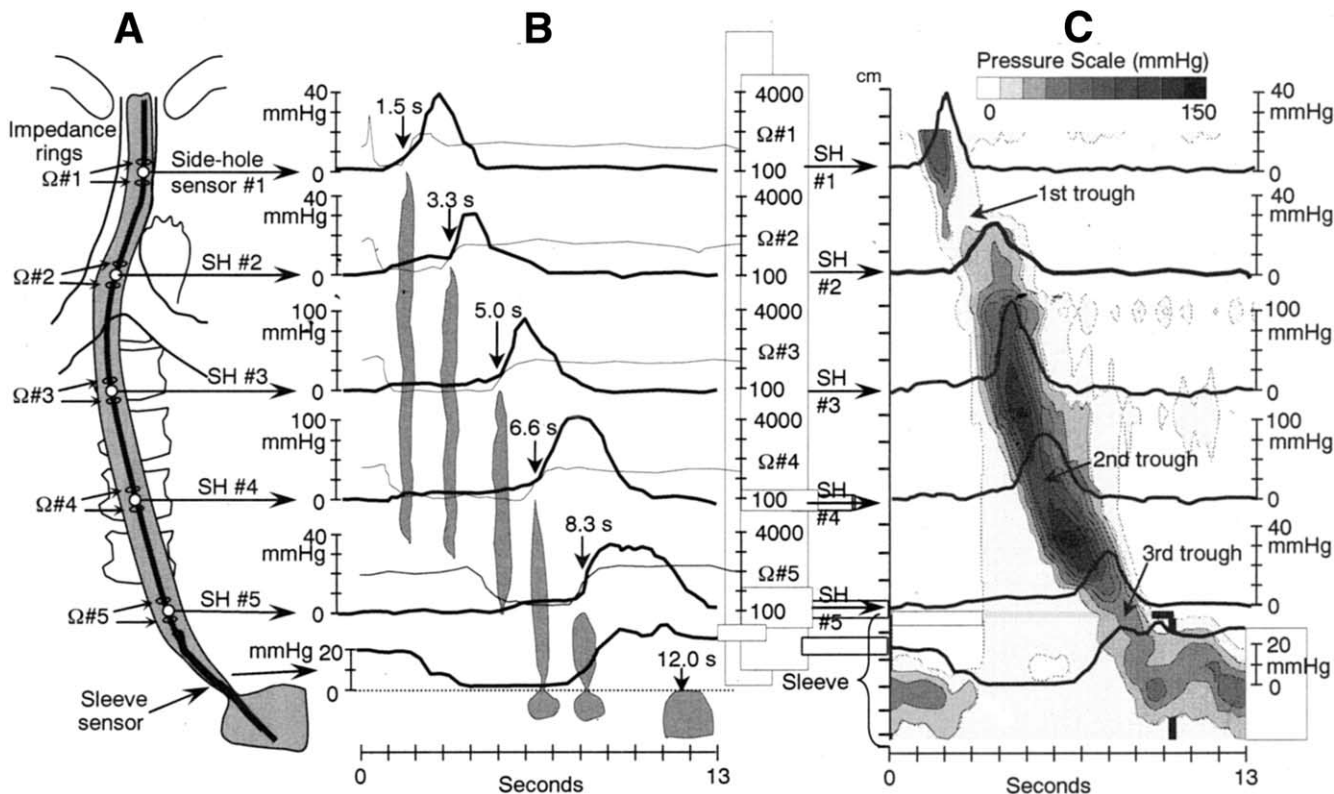 A
B
C
Impedance
rings
Ω#1
Side-hole
sensor #1
Ω#2
SH #2
Ω#3
SH #3
Ω#4
SH #4
Ω#5
SH #5
Sleeve
sensor
40
mmHg
0
40
mmHg
0
100
mmHg
0
100
mmHg
0
40
mmHg
0
mmHg 20
0
1.5 s
3.3 s
5.0 s
6.6 s
8.3 s
12.0 s
4000
Ω#1
100
4000
Ω#2
100
4000
Ω#3
100
4000
Ω#4
100
4000
Ω#5
100
0
Seconds
13
cm
SH
#1
SH
#2
SH
#3
SH
#4
SH
#5
Sleeve
Pressure Scale (mmHg)
0
150
1st trough
2nd trough
3rd trough
40
mmHg
0
40
mmHg
0
100
mmHg
0
100
mmHg
0
40
mmHg
0
20
mmHg
0
0
Seconds
13